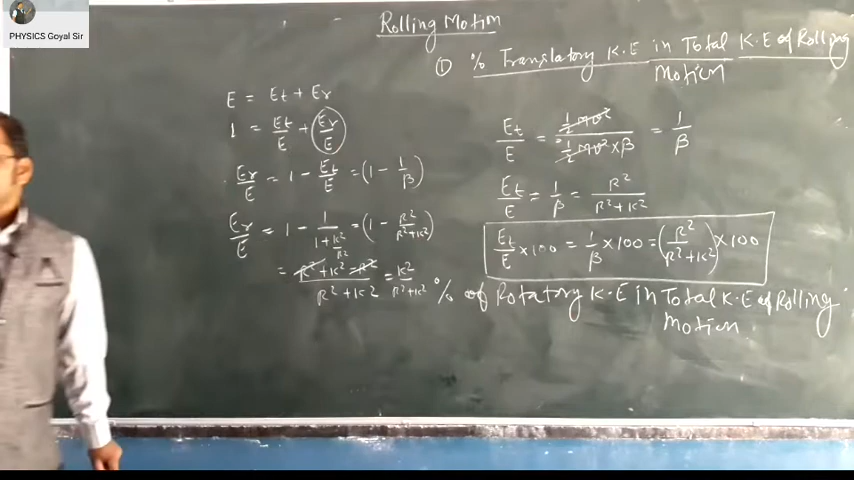 PHYSICS Goyal Sir
Rolling Motion
① % Translatory K.E in Total K.E of Rolling
Motion
E = Et + Er
1 = Et/E + Er/E
Er/E = 1 - Et/E = (1 - 1/β)
Er/E = 1 - 1/(1+K²/R²) = (1 - R²/(R²+K²))
= (R²+K²-R²)/(R²+K²) = K²/(R²+K²)
Et/E = ½mv²/(½mv²×β) = 1/β
Et/E = 1/β = R²/(R²+K²)
Et/E ×100 = 1/β ×100 = (R²/(R²+K²))×100
% of Rotatory K.E in Total K.E of Rolling
Motion.